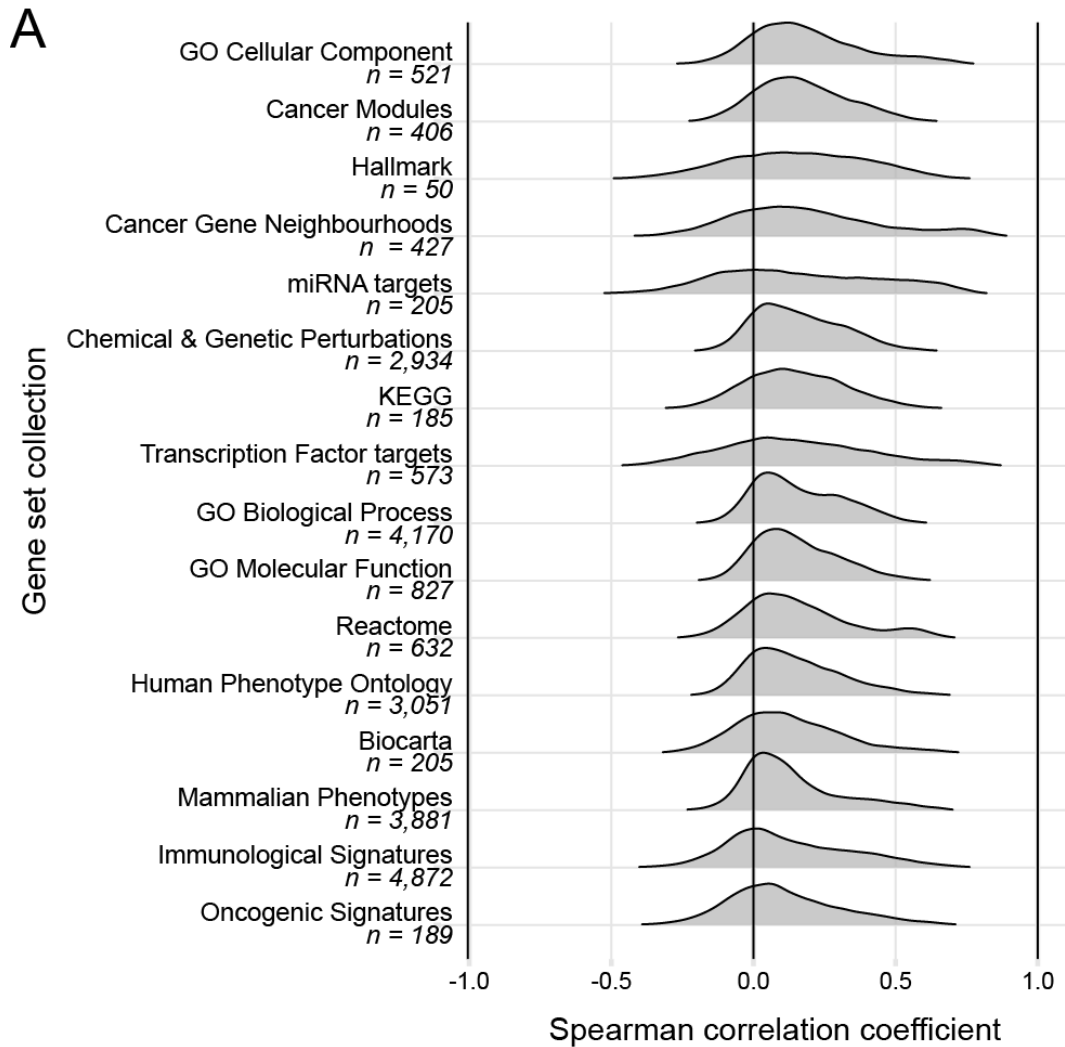 A
Gene set collection
GO Cellular Component
n = 521
Cancer Modules
n = 406
Hallmark
n = 50
Cancer Gene Neighbourhoods
n = 427
miRNA targets
n = 205
Chemical & Genetic Perturbations
n = 2,934
KEGG
n = 185
Transcription Factor targets
n = 573
GO Biological Process
n = 4,170
GO Molecular Function
n = 827
Reactome
n = 632
Human Phenotype Ontology
n = 3,051
Biocarta
n = 205
Mammalian Phenotypes
n = 3,881
Immunological Signatures
n = 4,872
Oncogenic Signatures
n = 189
-1.0 -0.5 0.0 0.5 1.0
Spearman correlation coefficient